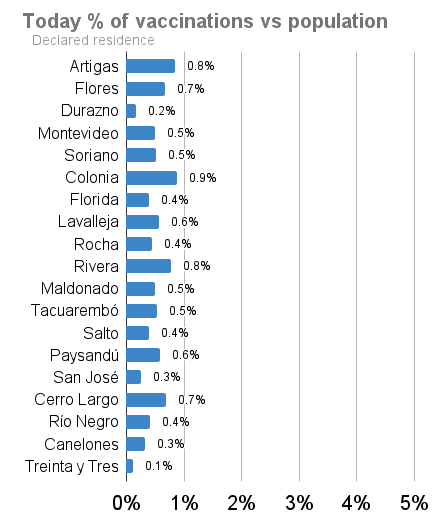 Today % of vaccinations vs population
Declared residence
Artigas 0.8%
Flores 0.7%
Durazno 0.2%
Montevideo 0.5%
Soriano 0.5%
Colonia 0.9%
Florida 0.4%
Lavalleja 0.6%
Rocha 0.4%
Rivera 0.8%
Maldonado 0.5%
Tacuarembó 0.5%
Salto 0.4%
Paysandú 0.6%
San José 0.3%
Cerro Largo 0.7%
Río Negro 0.4%
Canelones 0.3%
Treinta y Tres 0.1%
0% 1% 2% 3% 4% 5%